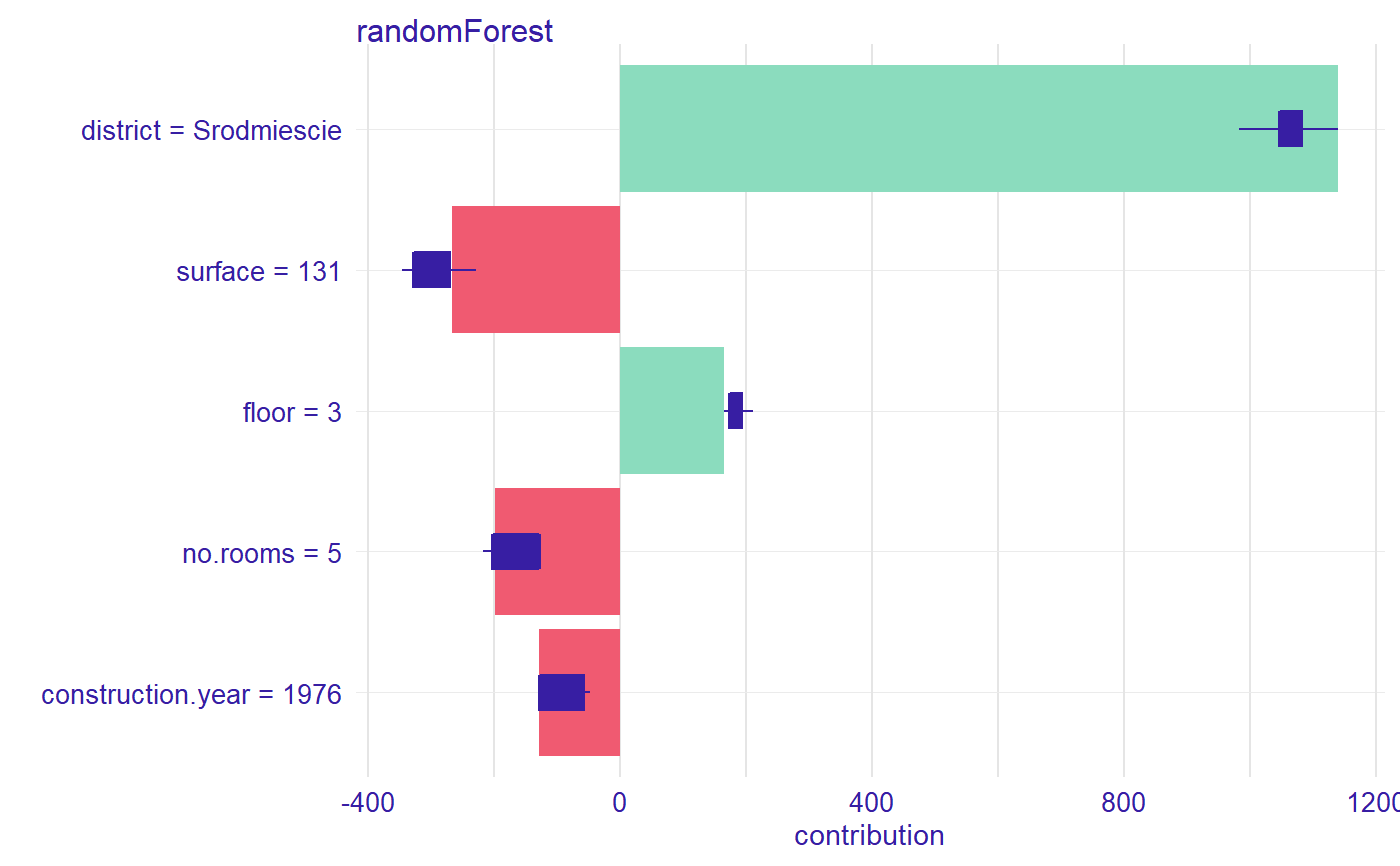 randomForest
district = Srodmiescie
surface = 131
floor = 3
no.rooms = 5
construction.year = 1976
-400 0 400 800 1200
contribution